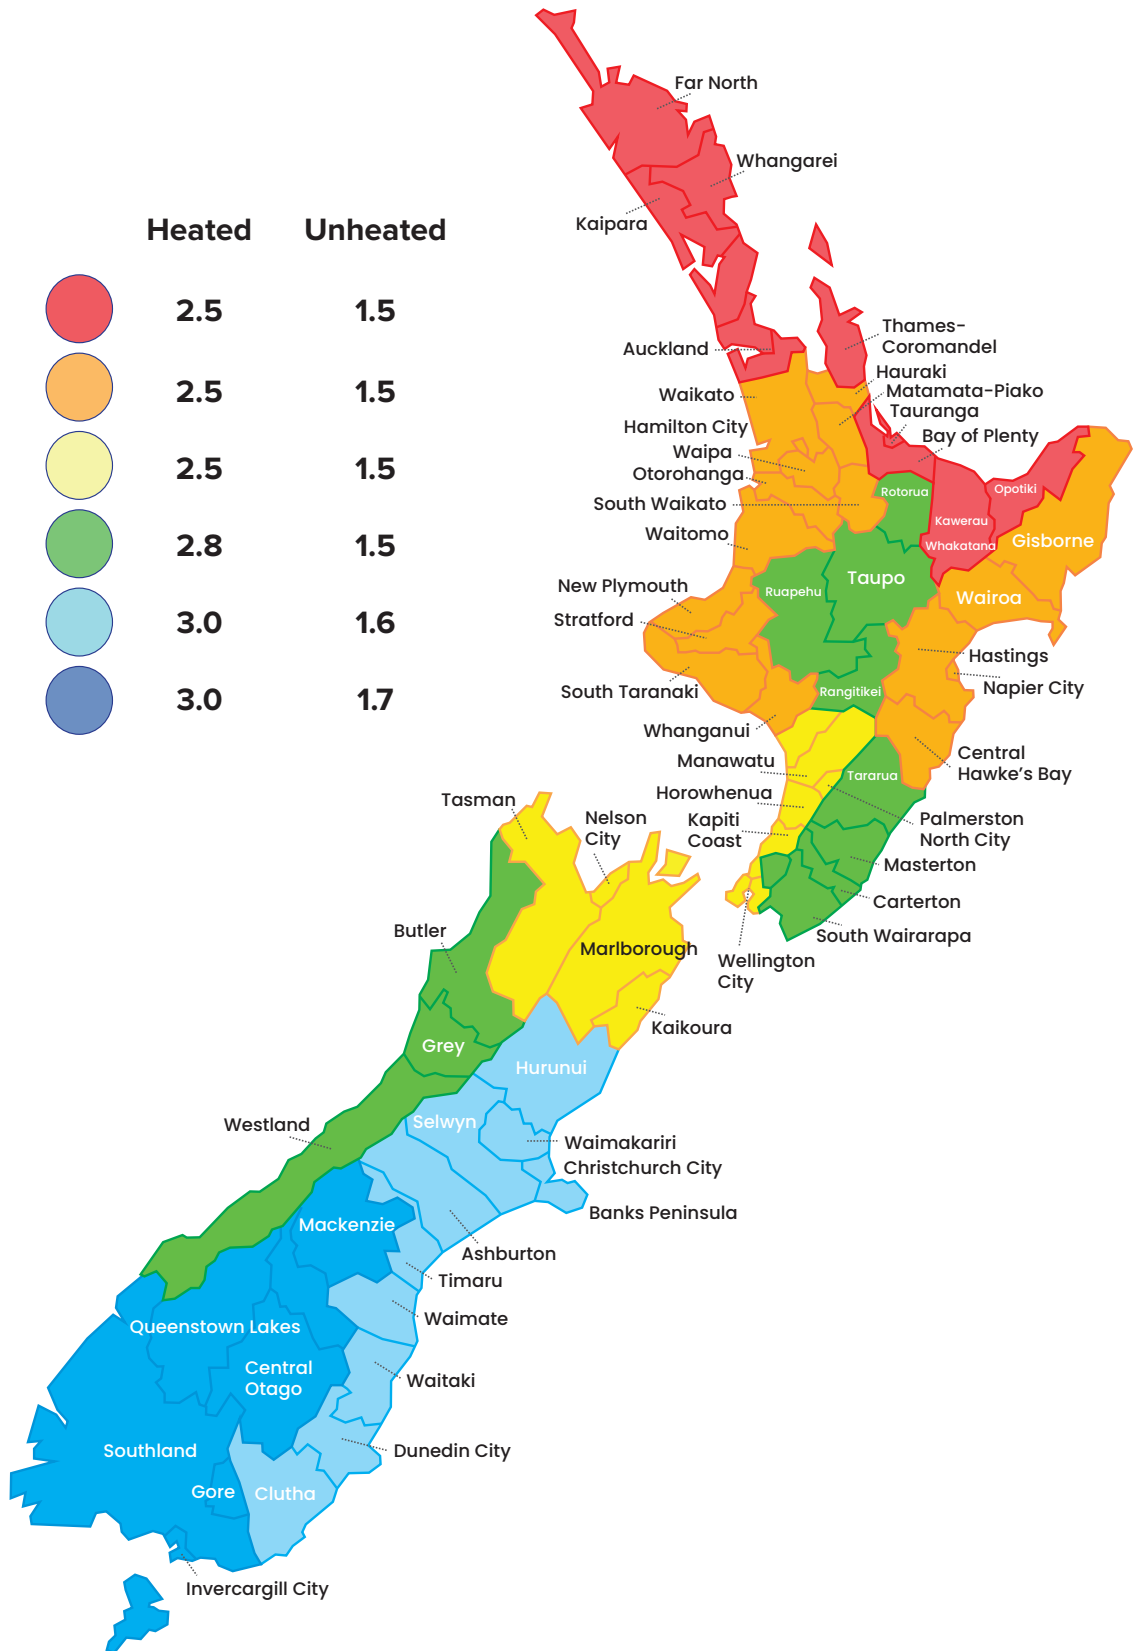 Far North
Whangarei
Kaipara
Heated Unheated
2.5 1.5
2.5 1.5
2.5 1.5
2.8 1.5
3.0 1.6
3.0 1.7
Thames-
Coromandel
Auckland
Hauraki
Matamata-Piako
Waikato
Tauranga
Hamilton City
Bay of Plenty
Waipa
Otorohanga
Rotorua
Opotiki
South Waikato
Kawerau
Waitomo
Whakatana
Gisborne
New Plymouth
Ruapehu
Taupo
Wairoa
Stratford
Hastings
Napier City
South Taranaki
Rangitikei
Whanganui
Central
Hawke's Bay
Manawatu
Tararua
Horowhenua
Tasman
Nelson
City
Kapiti
Coast
Palmerston
North City
Masterton
Carterton
Butler
South Wairarapa
Marlborough
Wellington
City
Kaikoura
Grey
Hurunui
Westland
Selwyn
Waimakariri
Christchurch City
Mackenzie
Banks Peninsula
Ashburton
Timaru
Waimate
Queenstown Lakes
Central
Otago
Waitaki
Southland
Dunedin City
Gore
Clutha
Invercargill City